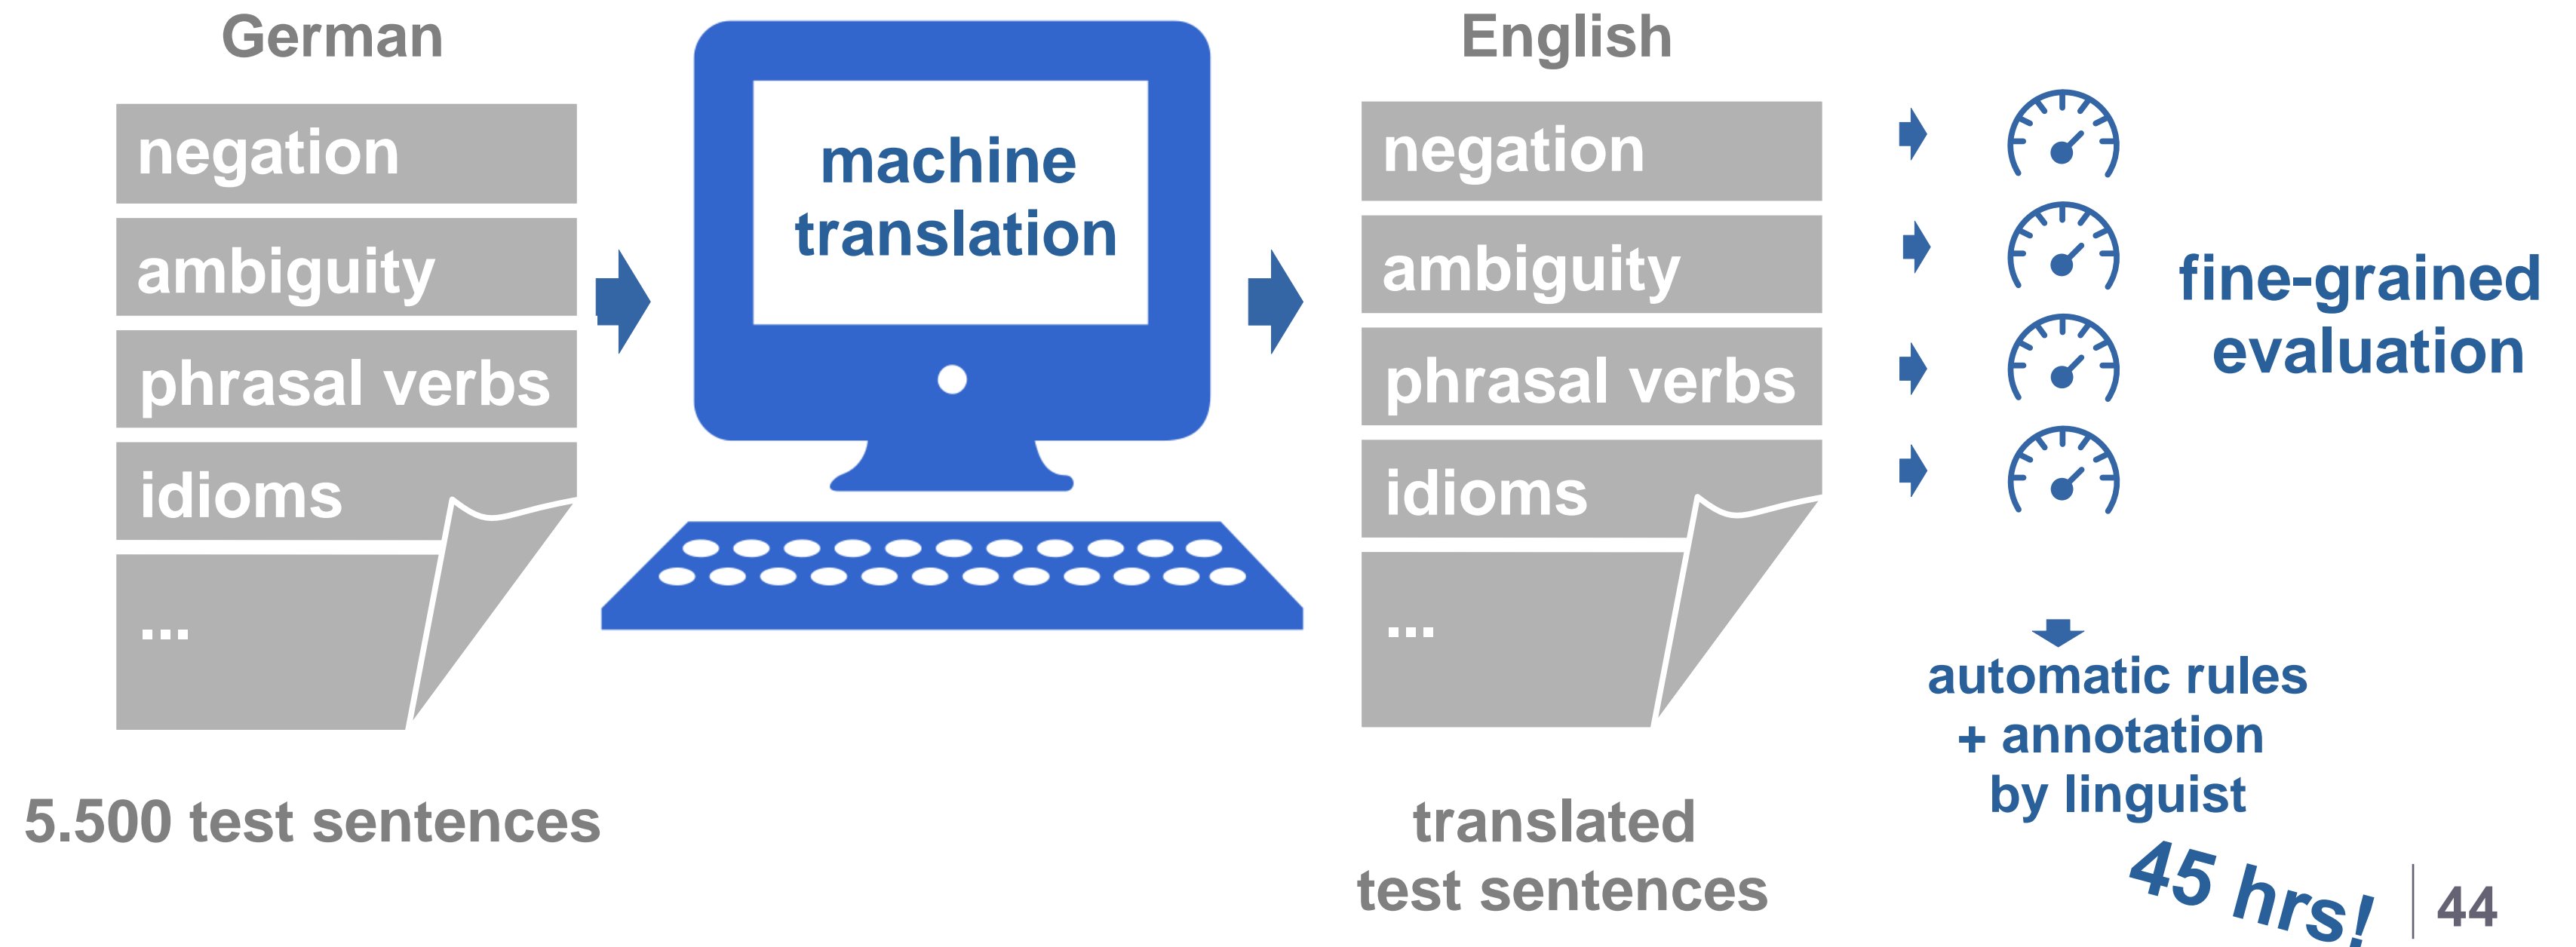 German
negation
ambiguity
phrasal verbs
idioms
...
5.500 test sentences
machine
translation
English
negation
ambiguity
phrasal verbs
idioms
...
translated
test sentences
fine-grained
evaluation
automatic rules
+ annotation
by linguist
45 hrs!
44